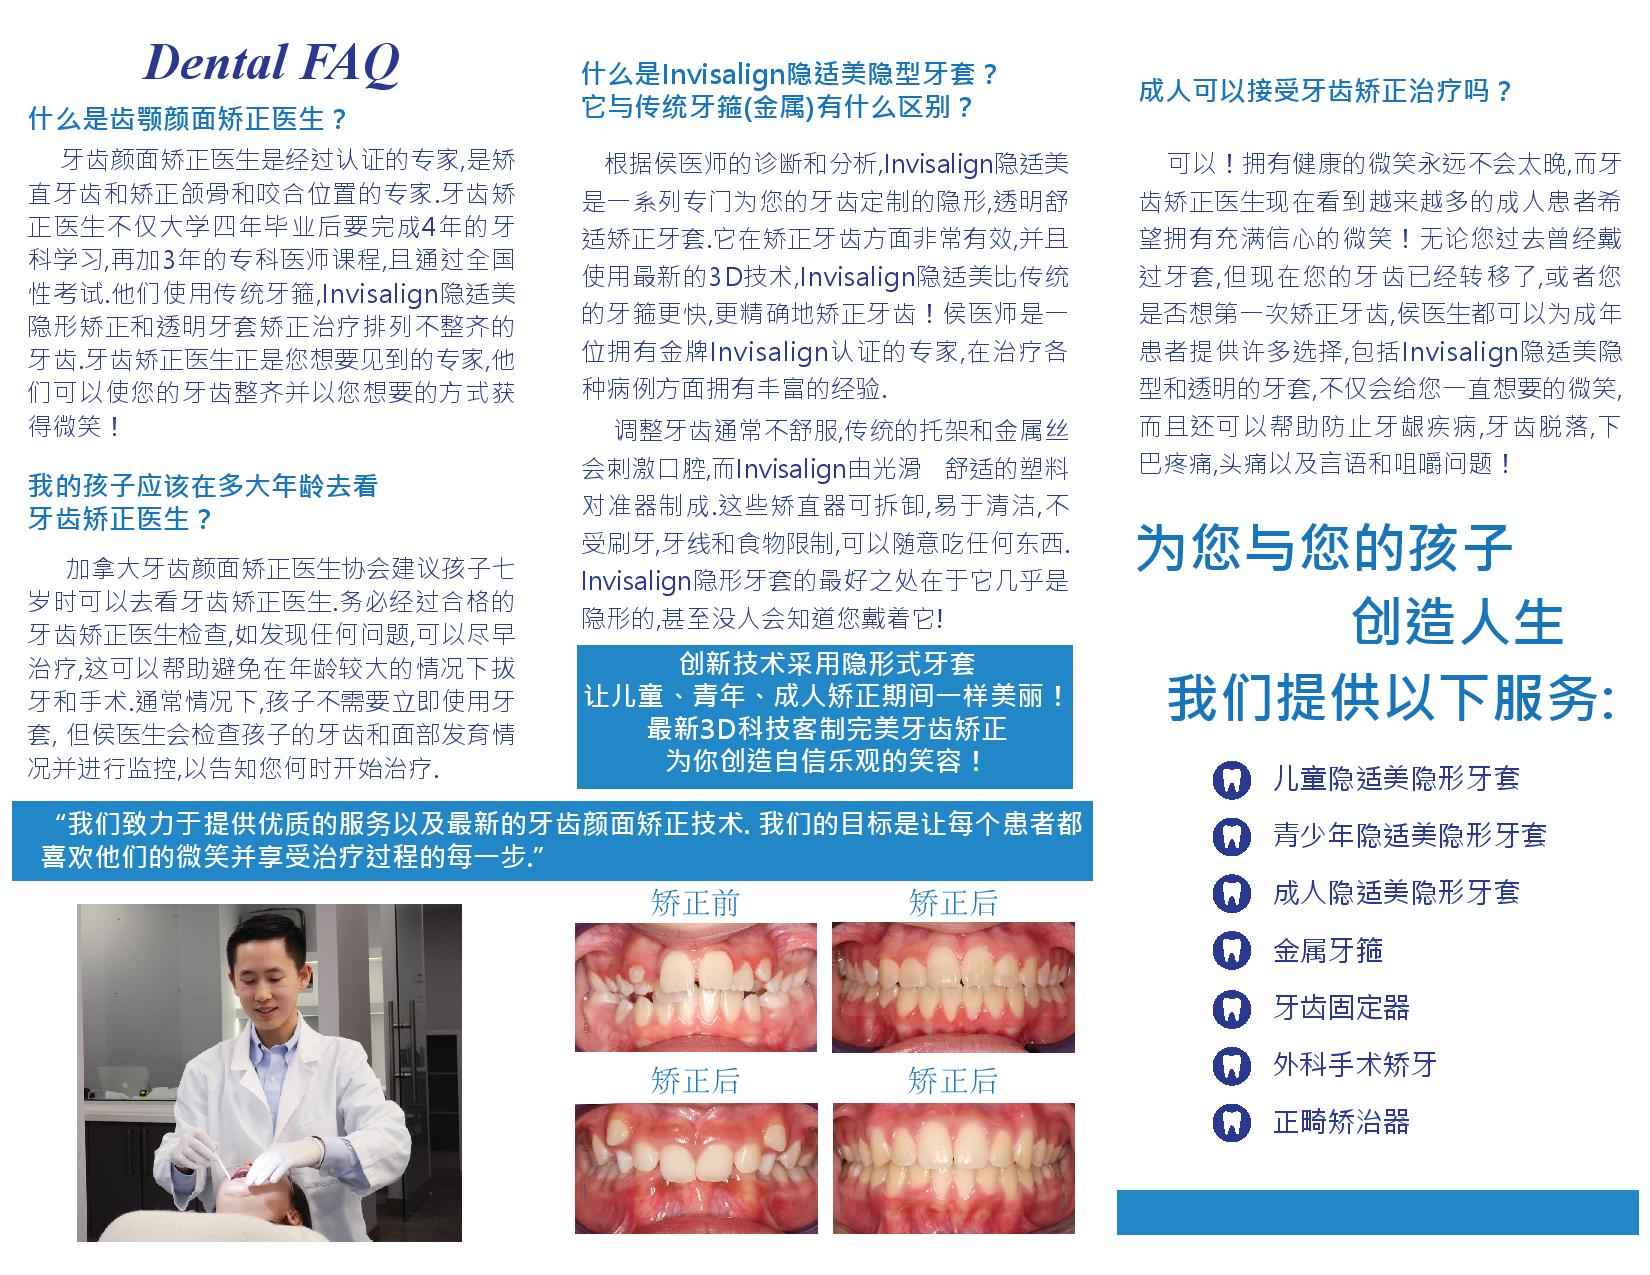 Dental FAQ
什么是齿颚颜面矫正医生？
牙齿颜面矫正医生是经过认证的专家,是矫
直牙齿和矫正颌骨和咬合位置的专家.牙齿矫
正医生不仅大学四年毕业后要完成4年的牙
科学习,再加3年的专科医师课程,且通过全国
性考试.他们使用传统牙箍,Invisalign隐适美
隐形矫正和透明牙套矫正治疗排列不整齐的
牙齿.牙齿矫正医生正是您想要见到的专家,他
们可以使您的牙齿整齐并以您想要的方式获
得微笑！
我的孩子应该在多大年龄去看
牙齿矫正医生？
加拿大牙齿颜面矫正医生协会建议孩子七
岁时可以去看牙齿矫正医生.务必经过合格的
牙齿矫正医生检查,如发现任何问题,可以尽早
治疗,这可以帮助避免在年龄较大的情况下拔
牙和手术.通常情况下,孩子不需要立即使用牙
套, 但侯医生会检查孩子的牙齿和面部发育情
况并进行监控,以告知您何时开始治疗.
什么是Invisalign隐适美隐型牙套？
它与传统牙箍(金属)有什么区别？
根据侯医师的诊断和分析,Invisalign隐适美
是一系列专门为您的牙齿定制的隐形,透明舒
适矫正牙套.它在矫正牙齿方面非常有效,并且
使用最新的3D技术,Invisalign隐适美比传统
的牙箍更快,更精确地矫正牙齿！侯医师是一
位拥有金牌Invisalign认证的专家,在治疗各
种病例方面拥有丰富的经验.
调整牙齿通常不舒服,传统的托架和金属丝
会刺激口腔,而Invisalign由光滑 舒适的塑料
对准器制成.这些矫直器可拆卸,易于清洁,不
受刷牙,牙线和食物限制,可以随意吃任何东西.
Invisalign隐形牙套的最好之处在于它几乎是
隐形的,甚至没人会知道您戴着它!
创新技术采用隐形式牙套
让儿童、青年、成人矫正期间一样美丽！
最新3D科技客制完美牙齿矫正
为你创造自信乐观的笑容！
“我们致力于提供优质的服务以及最新的牙齿颜面矫正技术. 我们的目标是让每个患者都
喜欢他们的微笑并享受治疗过程的每一步.”
矫正前
矫正后
矫正后
矫正后
成人可以接受牙齿矫正治疗吗？
可以！拥有健康的微笑永远不会太晚,而牙
齿矫正医生现在看到越来越多的成人患者希
望拥有充满信心的微笑！无论您过去曾经戴
过牙套,但现在您的牙齿已经转移了,或者您
是否想第一次矫正牙齿,侯医生都可以为成年
患者提供许多选择,包括Invisalign隐适美隐
型和透明的牙套,不仅会给您一直想要的微笑,
而且还可以帮助防止牙龈疾病,牙齿脱落,下
巴疼痛,头痛以及言语和咀嚼问题！
为您与您的孩子
创造人生
我们提供以下服务:
儿童隐适美隐形牙套
青少年隐适美隐形牙套
成人隐适美隐形牙套
金属牙箍
牙齿固定器
外科手术矫牙
正畸矫治器